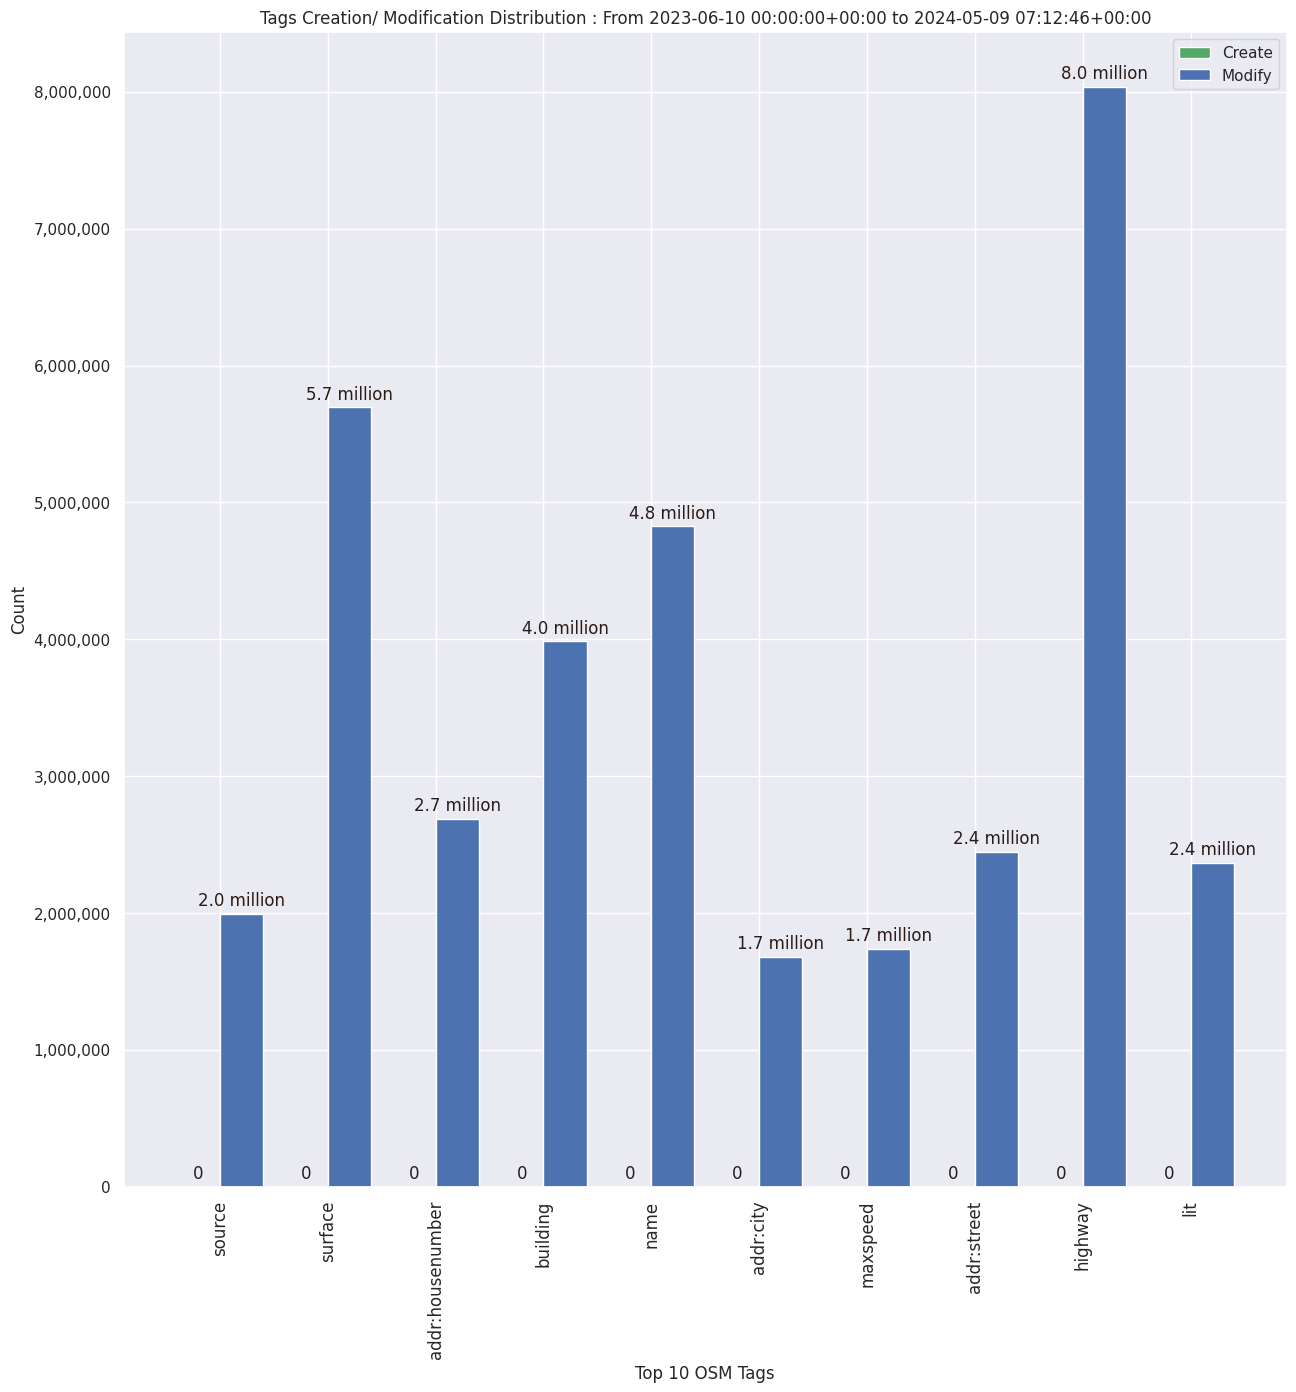 Tags Creation/ Modification Distribution : From 2023-06-10 00:00:00+00:00 to 2024-05-09 07:12:46+00:00
Create
Modify
8.0 million
8,000,000
7,000,000
6,000,000
5.7 million
5,000,000
4.8 million
4.0 million
4,000,000
3,000,000
2.7 million
2.4 million
2.4 million
2,000,000
2.0 million
1.7 million
1.7 million
1,000,000
0
0 0 0 0 0 0 0 0 0 0
Count
source
surface
addr:housenumber
building
name
addr:city
maxspeed
addr:street
highway
lit
Top 10 OSM Tags